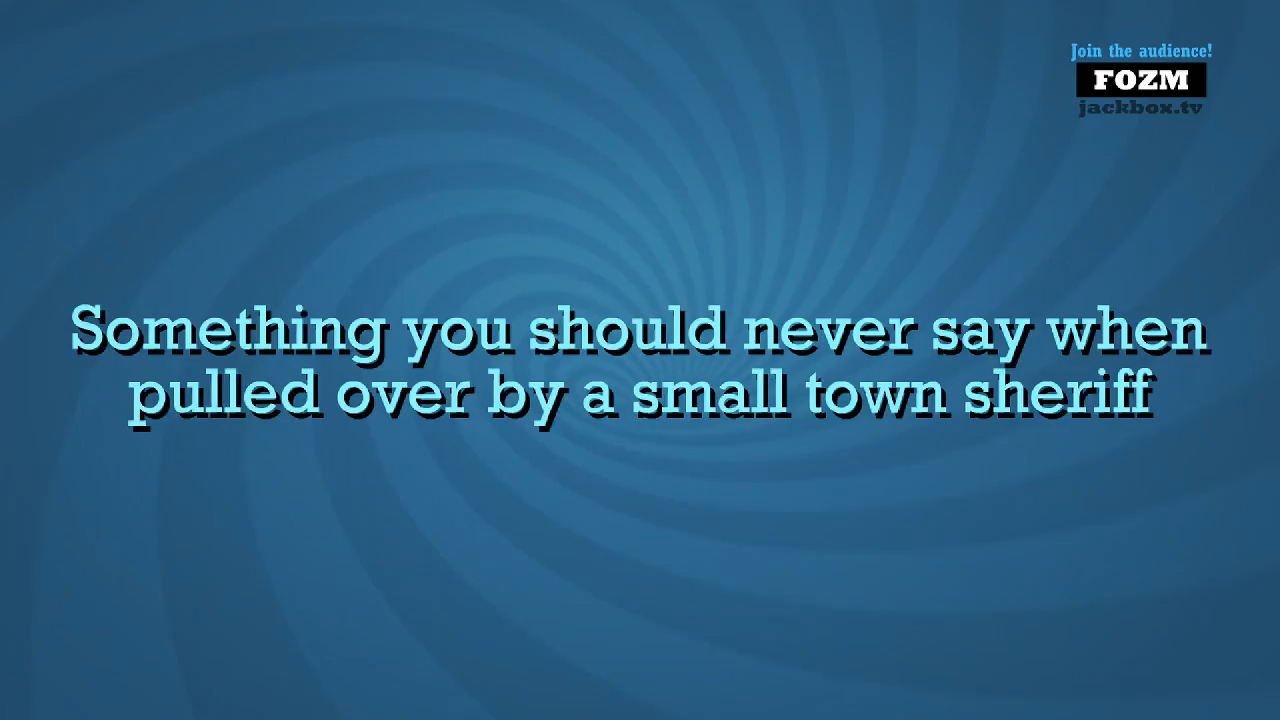 Join the audience!
FOZM
jackbox.tv
Something you should never say when
pulled over by a small town sheriff